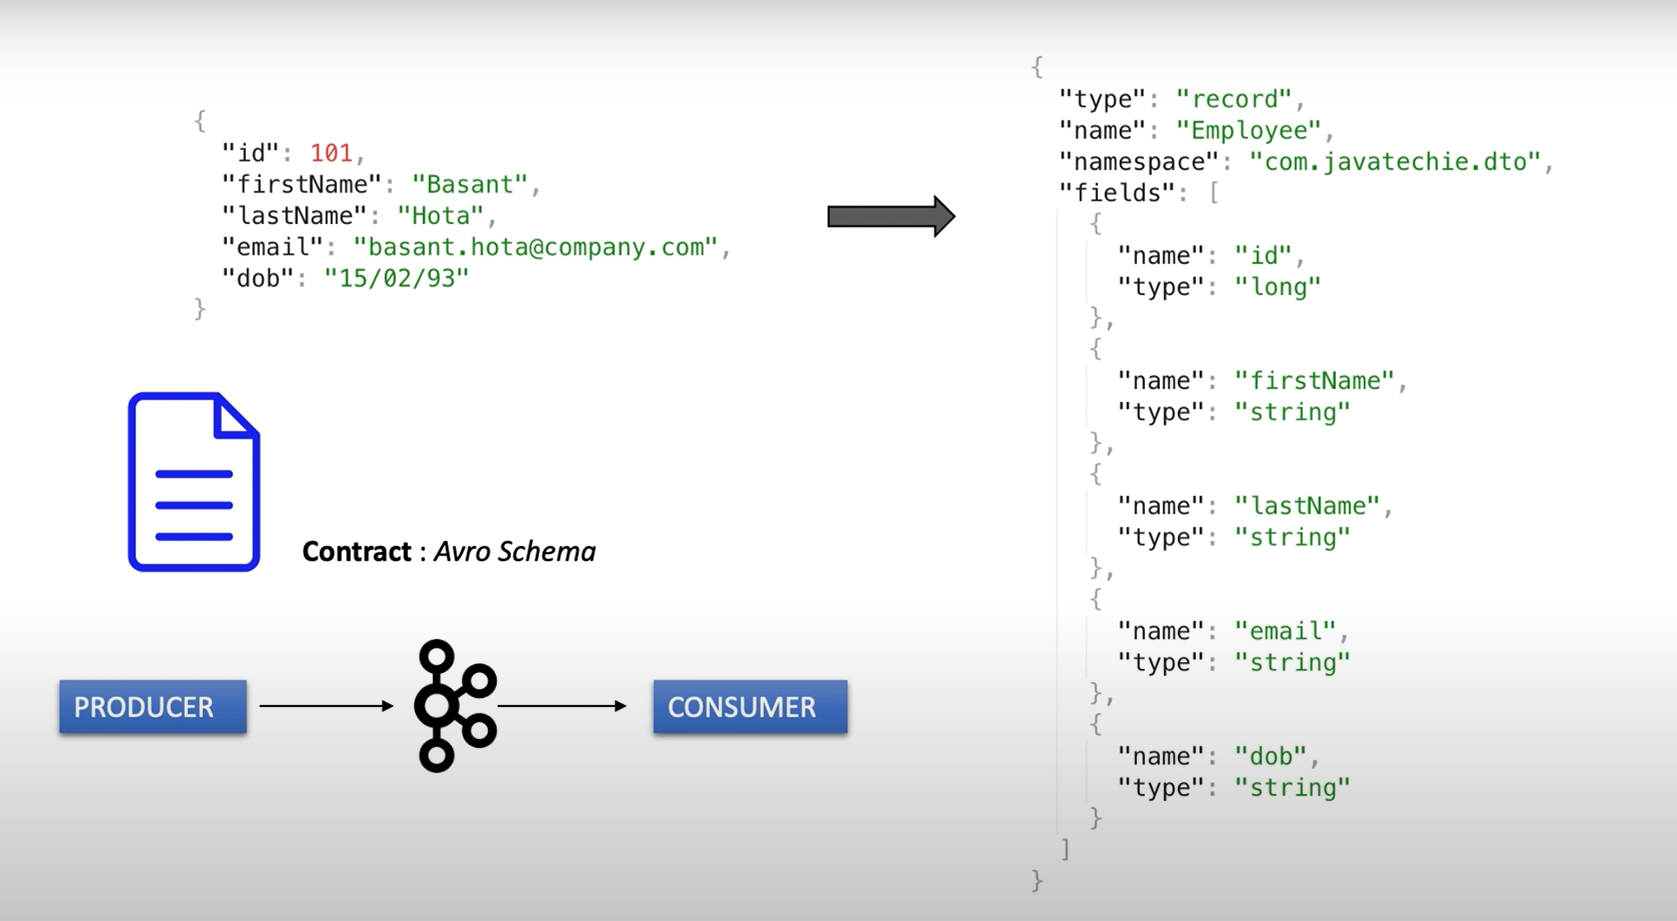 {
"id": 101,
"firstName": "Basant",
"lastName": "Hota",
"email": "basant.hota@company.com",
"dob": "15/02/93"
}
Contract : Avro Schema
PRODUCER
CONSUMER
{
"type": "record",
"name": "Employee",
"namespace": "com.javatechie.dto",
"fields": [
{
"name": "id",
"type": "long"
},
{
"name": "firstName",
"type": "string"
},
{
"name": "lastName",
"type": "string"
},
{
"name": "email",
"type": "string"
},
{
"name": "dob",
"type": "string"
}
]
}